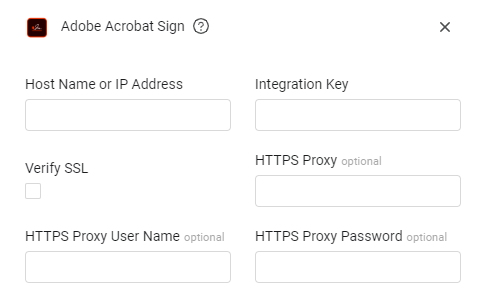 Adobe Acrobat Sign
Host Name or IP Address
Integration Key
Verify SSL
HTTPS Proxy optional
HTTPS Proxy User Name optional
HTTPS Proxy Password optional